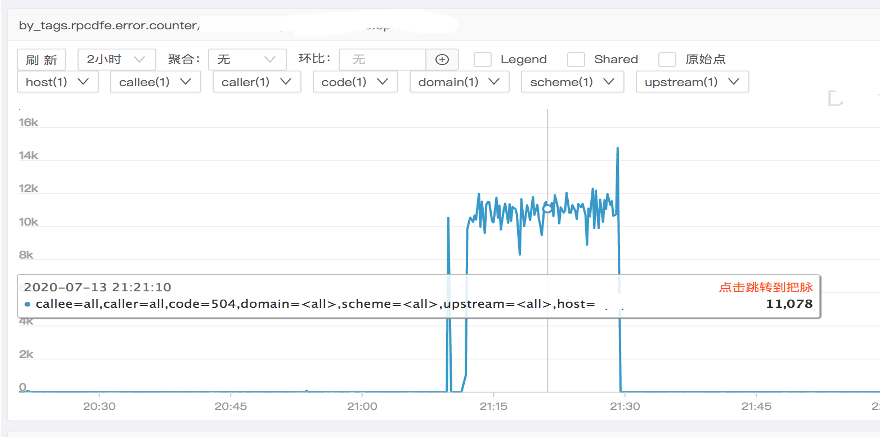 by_tags.rpcdfe.error.counter/
刷 新 2小时 聚合: 无 环比: 无 Legend Shared 原始点
host(1) callee(1) caller(1) code(1) domain(1) scheme(1) upstream(1)
16k
14k
12k
10k
8k
2020-07-13 21:21:10 点击跳转到把脉
callee=all,caller=all,code=504,domain=<all>,scheme=<all>,upstream=<all>,host= 11,078
4k
2k
0
20:30 20:45 21:00 21:15 21:30 21:45